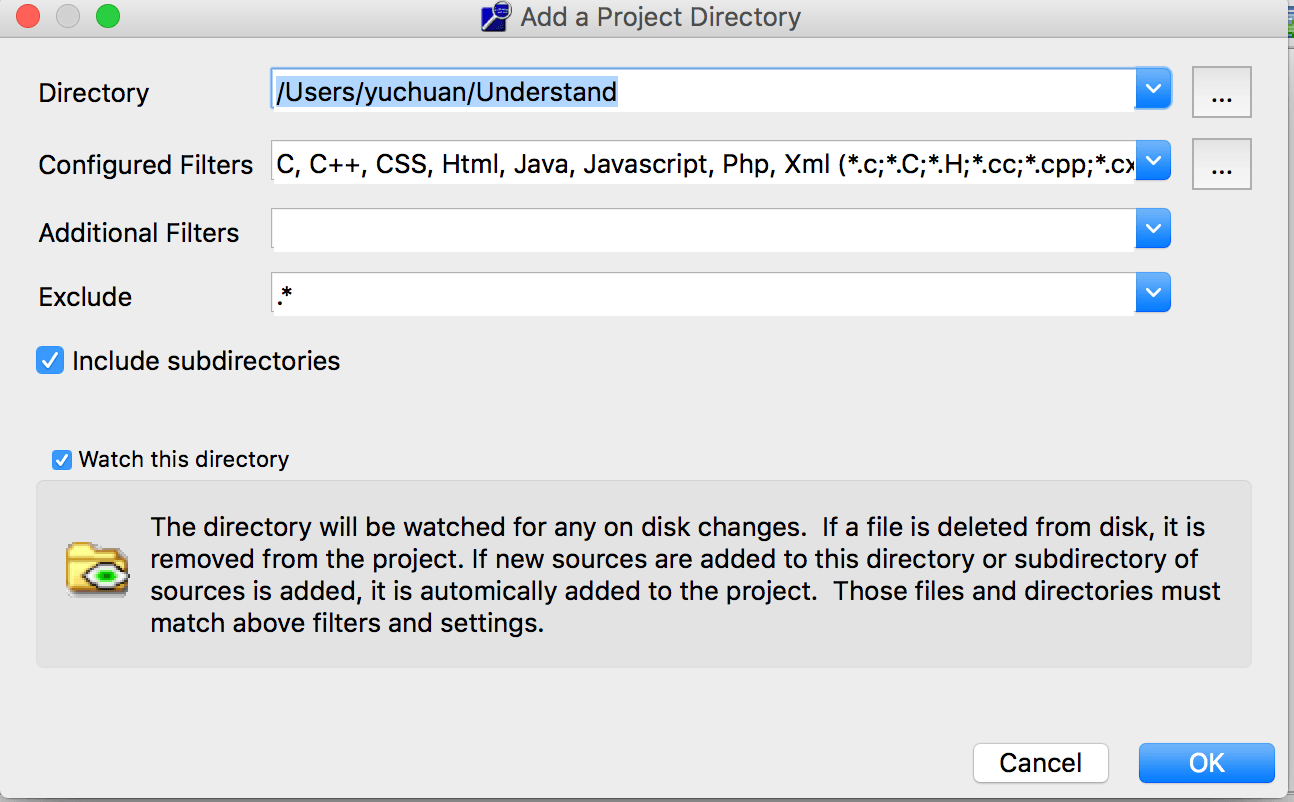 Add a Project Directory
Directory /Users/yuchuan/Understand ...
Configured Filters C, C++, CSS, Html, Java, Javascript, Php, Xml (*.c;*.C;*.H;*.cc;*.cpp;*.cx ...
Additional Filters
Exclude .*
Include subdirectories
Watch this directory
The directory will be watched for any on disk changes.  If a file is deleted from disk, it is
removed from the project. If new sources are added to this directory or subdirectory of
sources is added, it is automically added to the project.  Those files and directories must
match above filters and settings.
Cancel OK